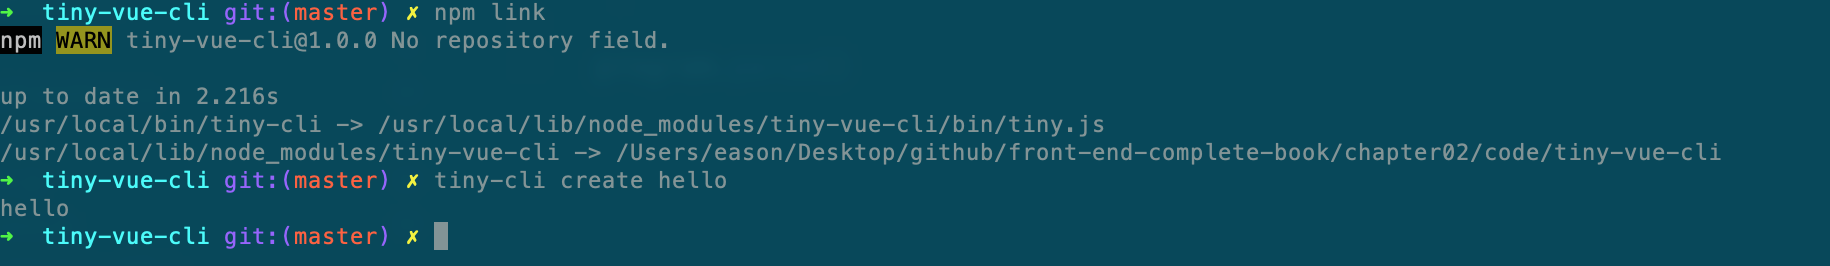 ➜  tiny-vue-cli git:(master) ✗ npm link
npm WARN tiny-vue-cli@1.0.0 No repository field.
up to date in 2.216s
/usr/local/bin/tiny-cli -> /usr/local/lib/node_modules/tiny-vue-cli/bin/tiny.js
/usr/local/lib/node_modules/tiny-vue-cli -> /Users/eason/Desktop/github/front-end-complete-book/chapter02/code/tiny-vue-cli
➜  tiny-vue-cli git:(master) ✗ tiny-cli create hello
hello
➜  tiny-vue-cli git:(master) ✗